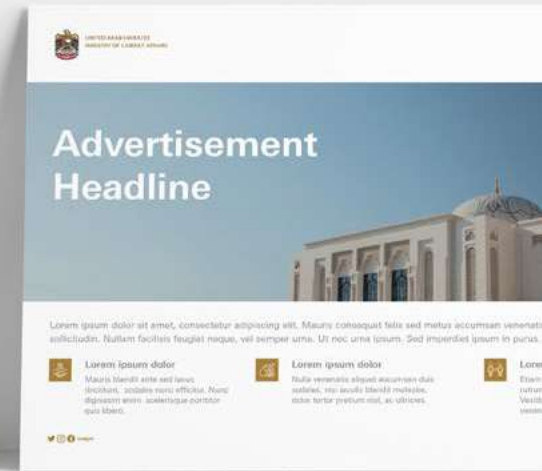 UNITED ARAB EMIRATES
MINISTRY OF CABINET AFFAIRS
Advertisement
Headline
Lorem ipsum dolor sit amet, consectetur adipiscing elit. Mauris consequat felis sed metus accumsan venenatis
sollicitudin. Nullam facilisis feugiat neque, vel semper urna. Ut nec urna ipsum. Sed imperdiet ipsum in purus,
Lorem ipsum dolor
Mauris blandit ante sed lacus
tincidunt, sodales nunc efficitur. Nunc
dignissim enim scelerisque porttitor
quis libero.
Lorem ipsum dolor
Nulla venenatis aliquet accumsan duis
sodales, nisi iaculis blandit molestie,
dolor tortor pretium nisl, ac ultricies
Lorem
Etiam
rutrum